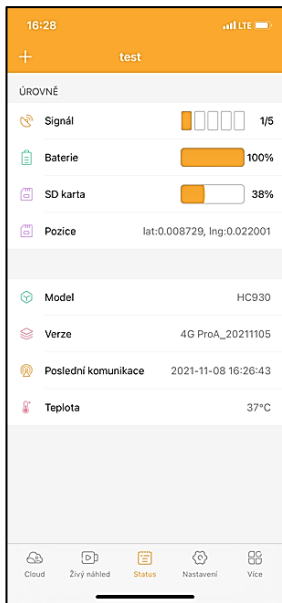 16:28 LTE
+ test
ÚROVNĚ
Signál 1/5
Baterie 100%
SD karta 38%
Pozice lat:0.008729, lng:0.022001
Model HC930
Verze 4G ProA_20211105
Poslední komunikace 2021-11-08 16:26:43
Teplota 37°C
Cloud Živý náhled Status Nastavení Více